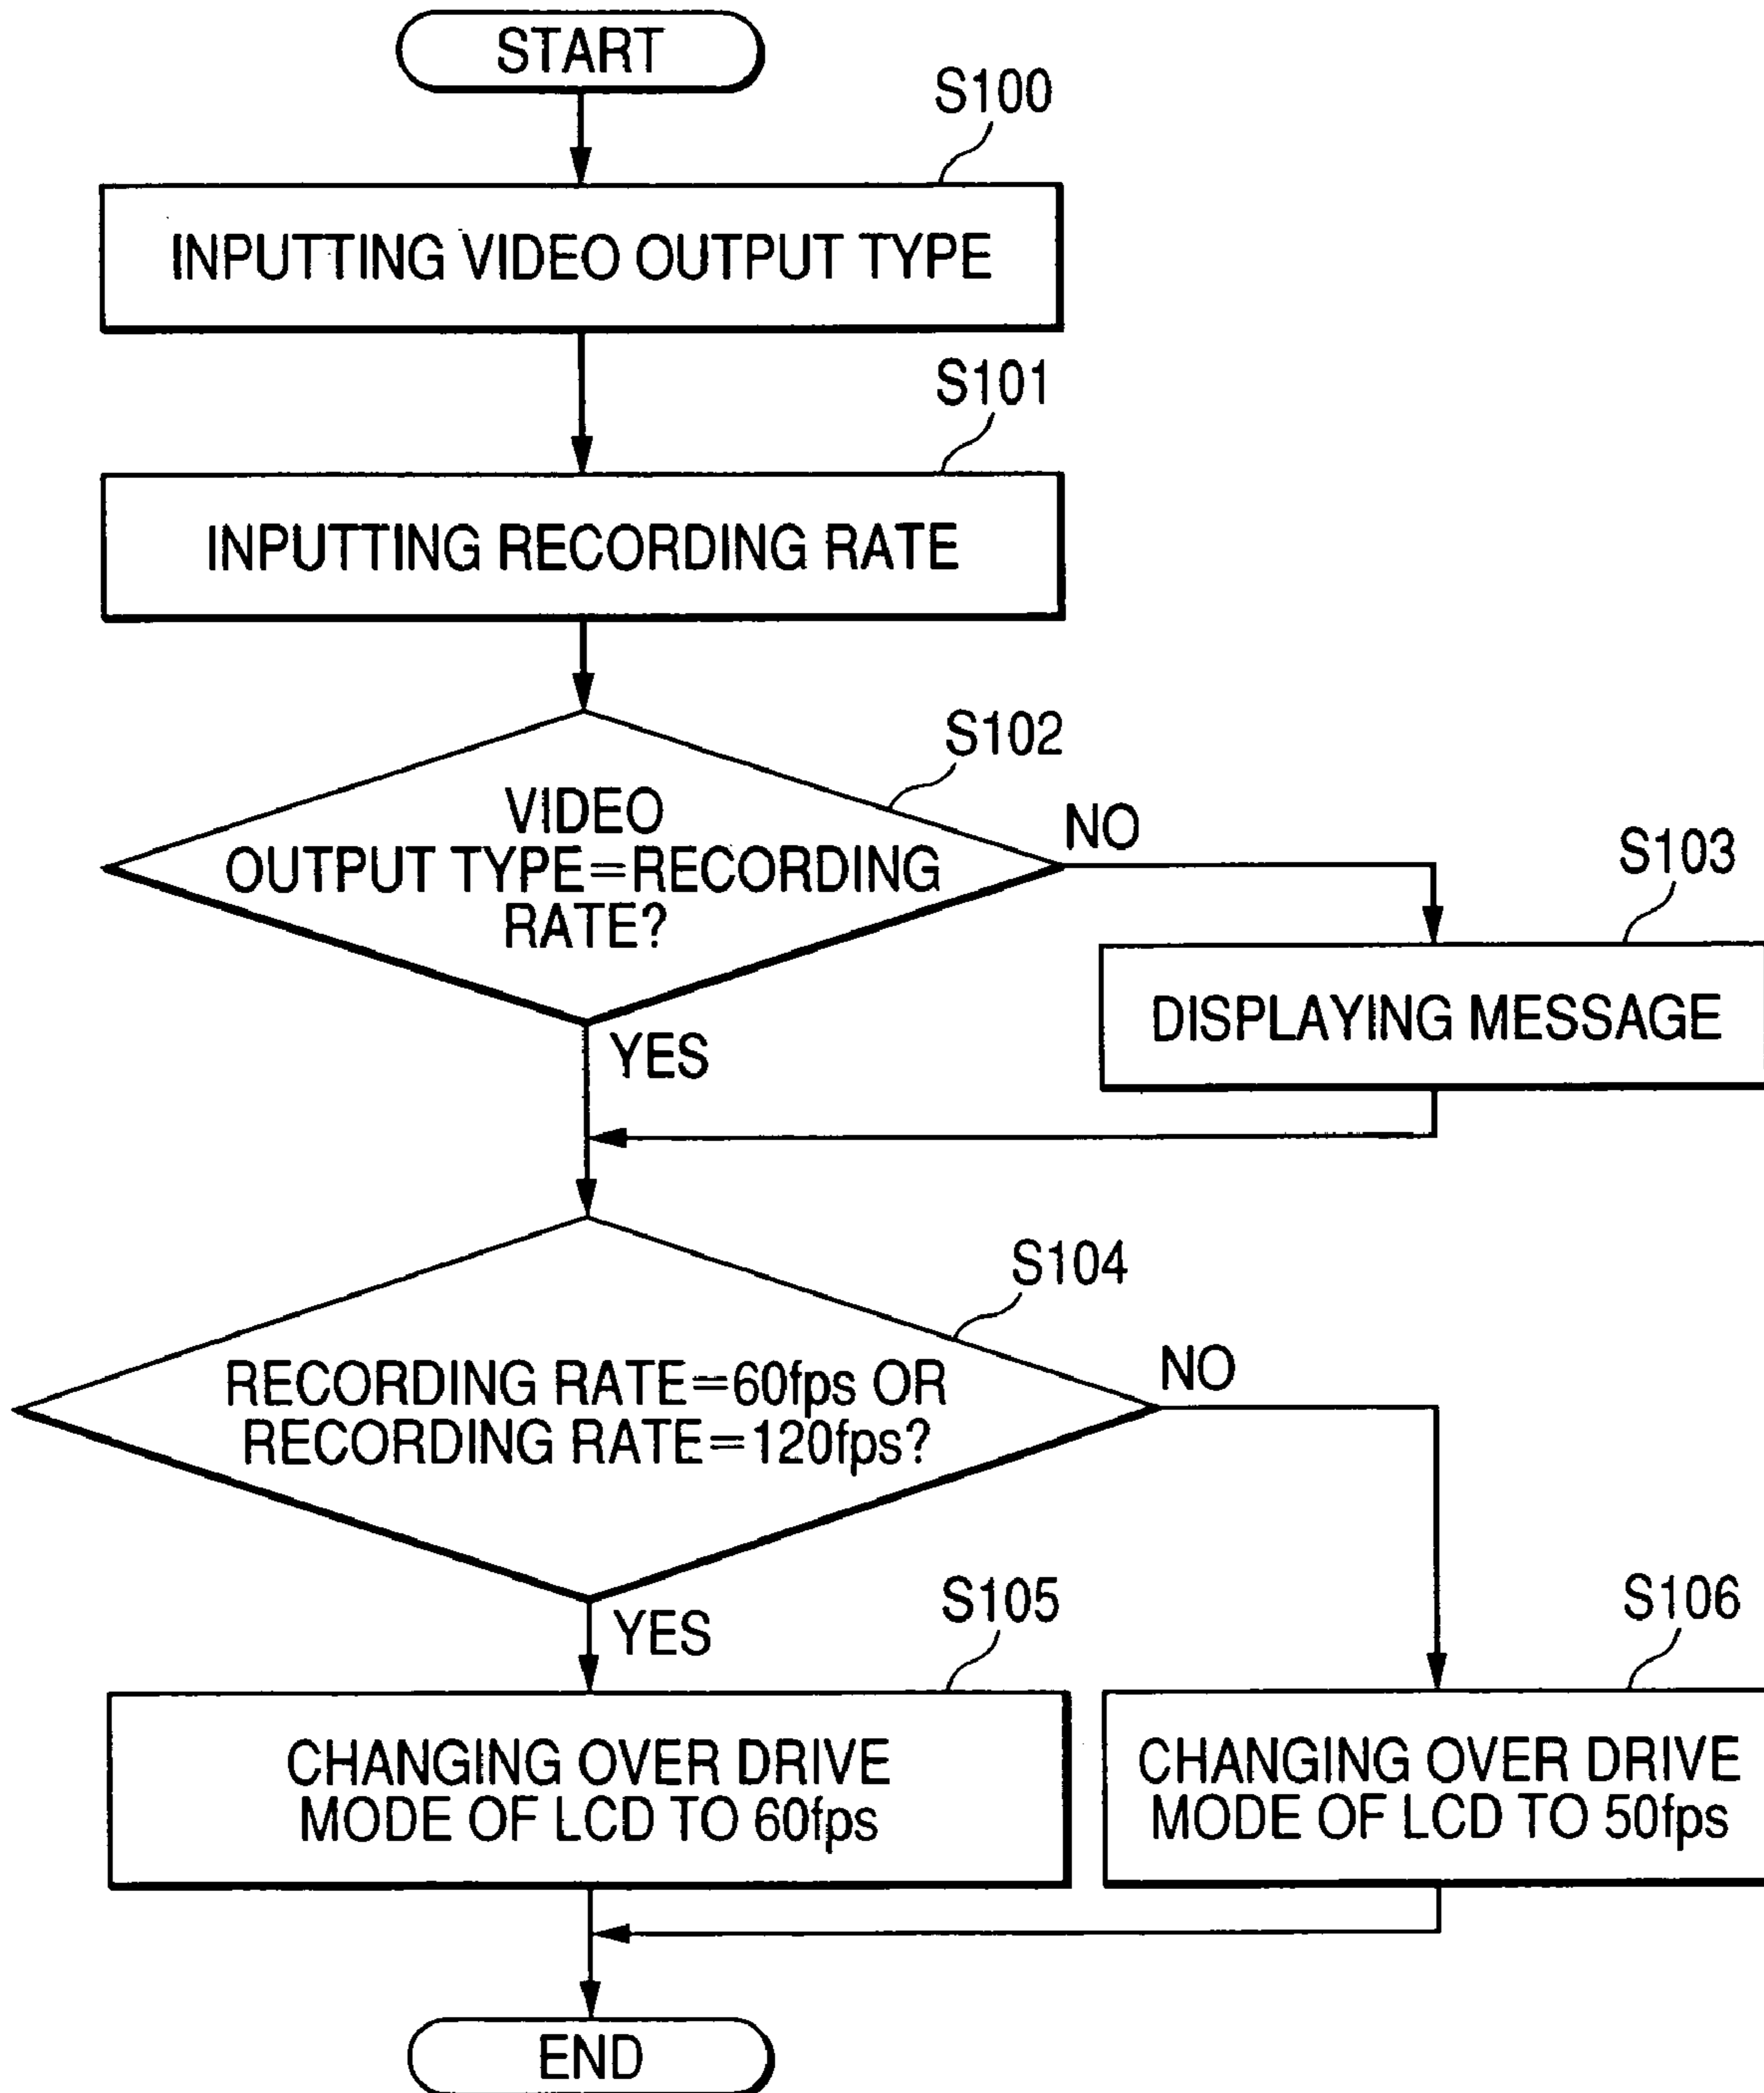 START
S100
INPUTTING VIDEO OUTPUT TYPE
S101
INPUTTING RECORDING RATE
S102
VIDEO
OUTPUT TYPE=RECORDING
RATE?
NO
S103
DISPLAYING MESSAGE
YES
S104
RECORDING RATE=60fps OR
RECORDING RATE=120fps?
NO
YES
S105
CHANGING OVER DRIVE
MODE OF LCD TO 60fps
S106
CHANGING OVER DRIVE
MODE OF LCD TO 50fps
END